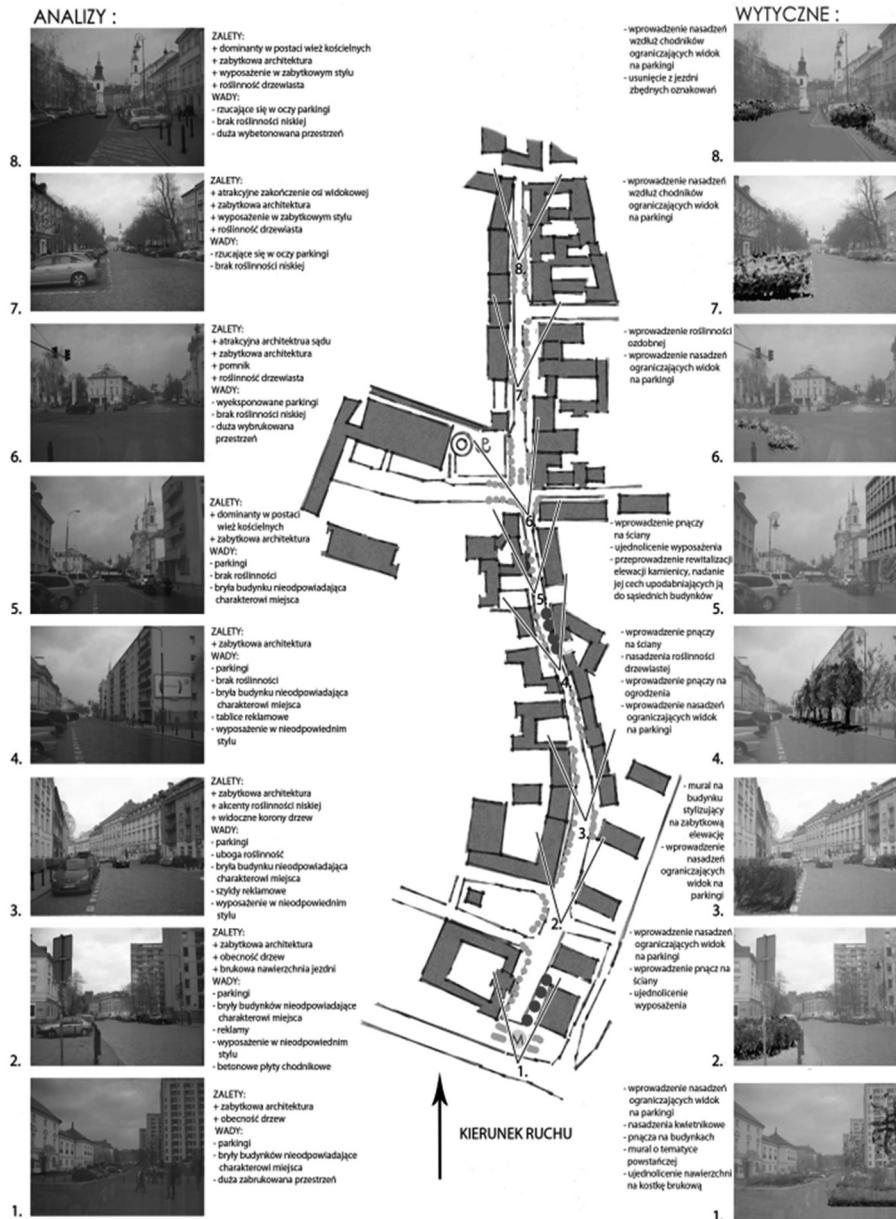 ANALIZY :
8.
ZALETY:
+ dominanty w postaci wież kościelnych
+ zabytkowa architektura
+ wyposażenie w zabytkowym stylu
+ roślinność drzewiasta
WADY:
- rzucające się w oczy parkingi
- brak roślinności niskiej
- duża wybetonowana przestrzeń
7.
ZALETY:
+ atrakcyjne zakończenie osi widokowej
+ zabytkowa architektura
+ wyposażenie w zabytkowym stylu
+ roślinność drzewiasta
WADY:
- rzucające się w oczy parkingi
- brak roślinności niskiej
6.
ZALETY:
+ atrakcyjna architektrua sądu
+ zabytkowa architektura
+ pomnik
+ roślinność drzewiasta
WADY:
- wyeksponowane parkingi
- brak roślinności niskiej
- duża wybrukowana
przestrzeń
5.
ZALETY:
+ dominanty w postaci
wież kościelnych
+ zabytkowa architektura
WADY:
- parkingi
- brak roślinności
- bryła budynku nieodpowiadająca
charakterowi miejsca
4.
ZALETY:
+ zabytkowa architektura
WADY:
- parkingi
- brak roślinności
- bryła budynku nieodpowiadająca
charakterowi miejsca
- tablice reklamowe
- wyposażenie w nieodpowiednim
stylu
3.
ZALETY:
+ zabytkowa architektura
+ akcenty roślinności niskiej
+ widoczne korony drzew
WADY:
- parkingi
- uboga roślinność
- bryła budynku nieodpowiadająca
charakterowi miejsca
- szyldy reklamowe
- wyposażenie w nieodpowiednim
stylu
2.
ZALETY:
+ zabytkowa architektura
+ obecność drzew
+ brukowa nawierzchnia jezdni
WADY:
- parkingi
- bryły budynków nieodpowiadające
charakterowi miejsca
- reklamy
- wyposażenie w nieodpowiednim
stylu
- betonowe płyty chodnikowe
1.
ZALETY:
+ zabytkowa architektura
+ obecność drzew
WADY:
- parkingi
- bryły budynków nieodpowiadające
charakterowi miejsca
- duża zabrukowana przestrzeń
8.
7.
6.
5.
4.
3.
2.
M
1.
KIERUNEK RUCHU
WYTYCZNE :
- wprowadzenie nasadzeń
wzdłuż chodników
ograniczających widok
na parkingi
- usunięcie z jezdni
zbędnych oznakowań
8.
- wprowadzenie nasadzeń
wzdłuż chodników
ograniczających widok
na parkingi
7.
- wprowadzenie roślinności
ozdobnej
- wprowadzenie nasadzeń
ograniczających widok
na parkingi
6.
- wprowadzenie pnączy
na ściany
- ujednolicenie wyposażenia
- przeprowadzenie rewitalizacji
elewacji kamienicy, nadanie
jej cech upodabniających ją
do sąsiednich budynków
5.
- wprowadzenie pnączy
na ściany
- nasadzenia roślinności
drzewiastej
- wprowadzenie pnączy na
ogrodzenia
- wprowadzenie nasadzeń
ograniczających widok
na parkingi
4.
- mural na
budynku
stylizujący
na zabytkową
elewację
- wprowadzenie
nasadzeń
ograniczających
widok na
parkingi
3.
- wprowadzenie nasadzeń
ograniczających widok
na parkingi
- wprowadzenie pnącz na
ściany
- ujednolicenie
wyposażenia
2.
- wprowadzenie nasadzeń
ograniczających widok
na parkingi
- nasadzenia kwietnikowe
- pnącza na budynkach
- mural o tematyce
powstańczej
- ujednolicenie nawierzchni
na kostkę brukową
1.